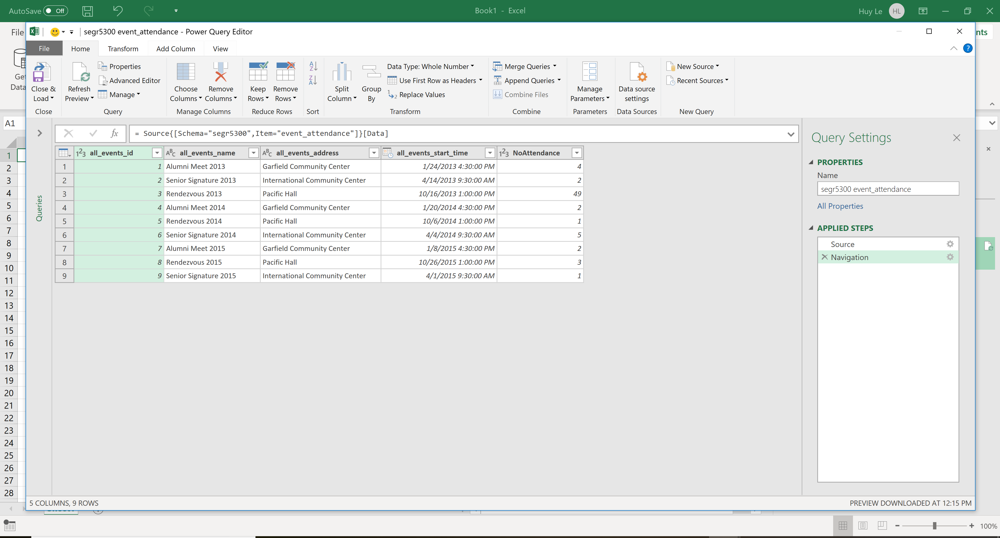 AutoSave Off
Book1 - Excel
Huy Le HL
File
segr5300 event_attendance - Power Query Editor
nts
File Home Transform Add Column View
Get
Data
Close &
Load
Close
Refresh
Preview
Properties
Advanced Editor
Manage
Query
Choose
Columns
Remove
Columns
Manage Columns
Keep
Rows
Remove
Rows
Reduce Rows
Sort
Split
Column
Group
By
Data Type: Whole Number
Use First Row as Headers
Replace Values
Transform
Merge Queries
Append Queries
Combine Files
Combine
Manage
Parameters
Parameters
Data source
settings
Data Sources
New Source
Recent Sources
New Query
A1
fx
= Source{[Schema="segr5300",Item="event_attendance"]}[Data]
Queries
all_events_id all_events_name all_events_address all_events_start_time NoAttendance
1 1 Alumni Meet 2013 Garfield Community Center 1/24/2013 4:30:00 PM 4
2 2 Senior Signature 2013 International Community Center 4/14/2013 9:30:00 AM 2
3 3 Rendezvous 2013 Pacific Hall 10/16/2013 1:00:00 PM 49
4 4 Alumni Meet 2014 Garfield Community Center 1/20/2014 4:30:00 PM 2
5 5 Rendezvous 2014 Pacific Hall 10/6/2014 1:00:00 PM 1
6 6 Senior Signature 2014 International Community Center 4/4/2014 9:30:00 AM 5
7 7 Alumni Meet 2015 Garfield Community Center 1/8/2015 4:30:00 PM 2
8 8 Rendezvous 2015 Pacific Hall 10/26/2015 1:00:00 PM 3
9 9 Senior Signature 2015 International Community Center 4/1/2015 9:30:00 AM 1
Query Settings
PROPERTIES
Name
segr5300 event_attendance
All Properties
APPLIED STEPS
Source
Navigation
1
2
3
4
5
6
7
8
9
10
11
12
13
14
15
16
17
18
19
20
21
22
23
24
25
26
27
28
5 COLUMNS, 9 ROWS
PREVIEW DOWNLOADED AT 12:15 PM
100%